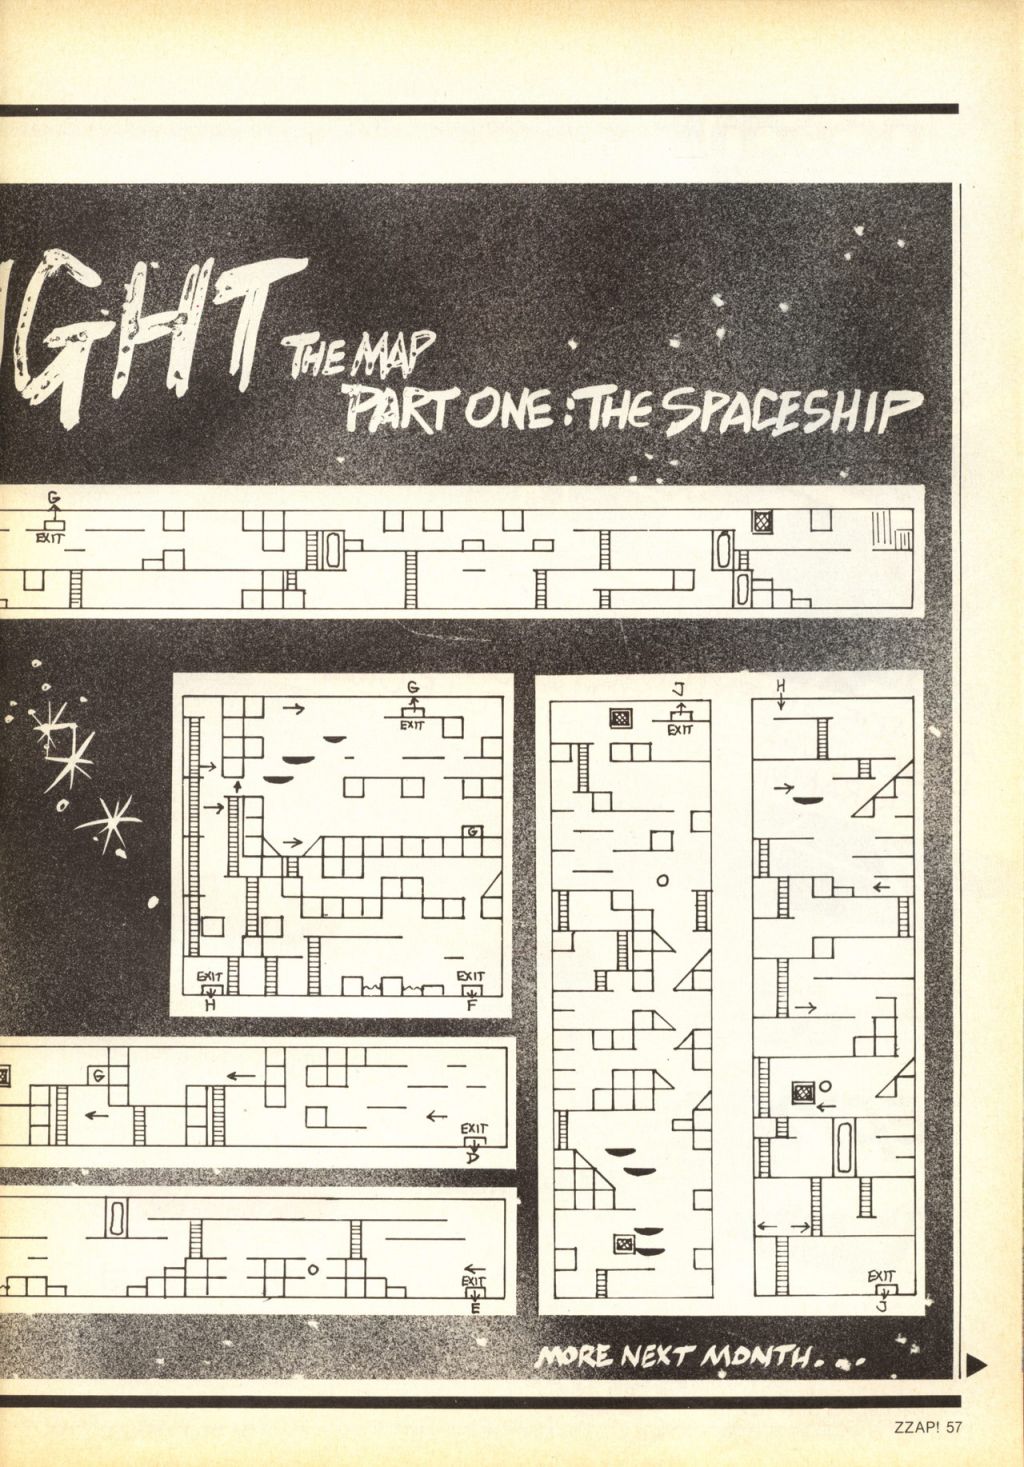 IGHT
THE MAP
PART ONE: THE SPACESHIP
G
EXIT
G
EXIT
G
EXIT
H
EXIT
F
J
EXIT
H
EXIT
J
G
EXIT
D
EXIT
E
MORE NEXT MONTH...
ZZAP! 57